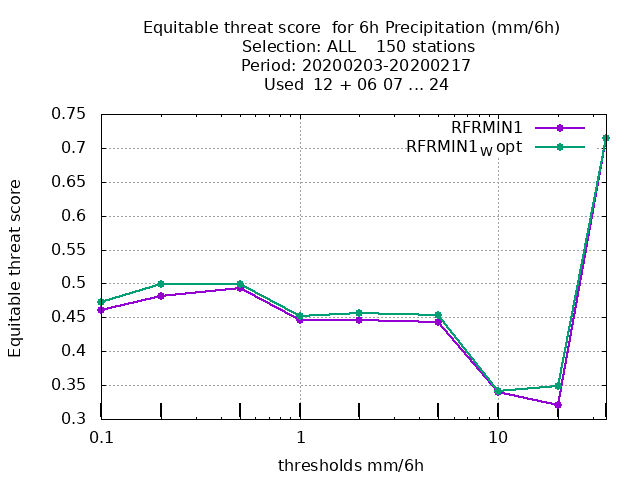 Equitable threat score  for 6h Precipitation (mm/6h)
Selection: ALL    150 stations
Period: 20200203-20200217
Used  12 + 06 07 ... 24
RFRMIN1
RFRMIN1_W opt
0.75
0.7
0.65
0.6
0.55
0.5
0.45
0.4
0.35
0.3
Equitable threat score
0.1
1
10
thresholds mm/6h